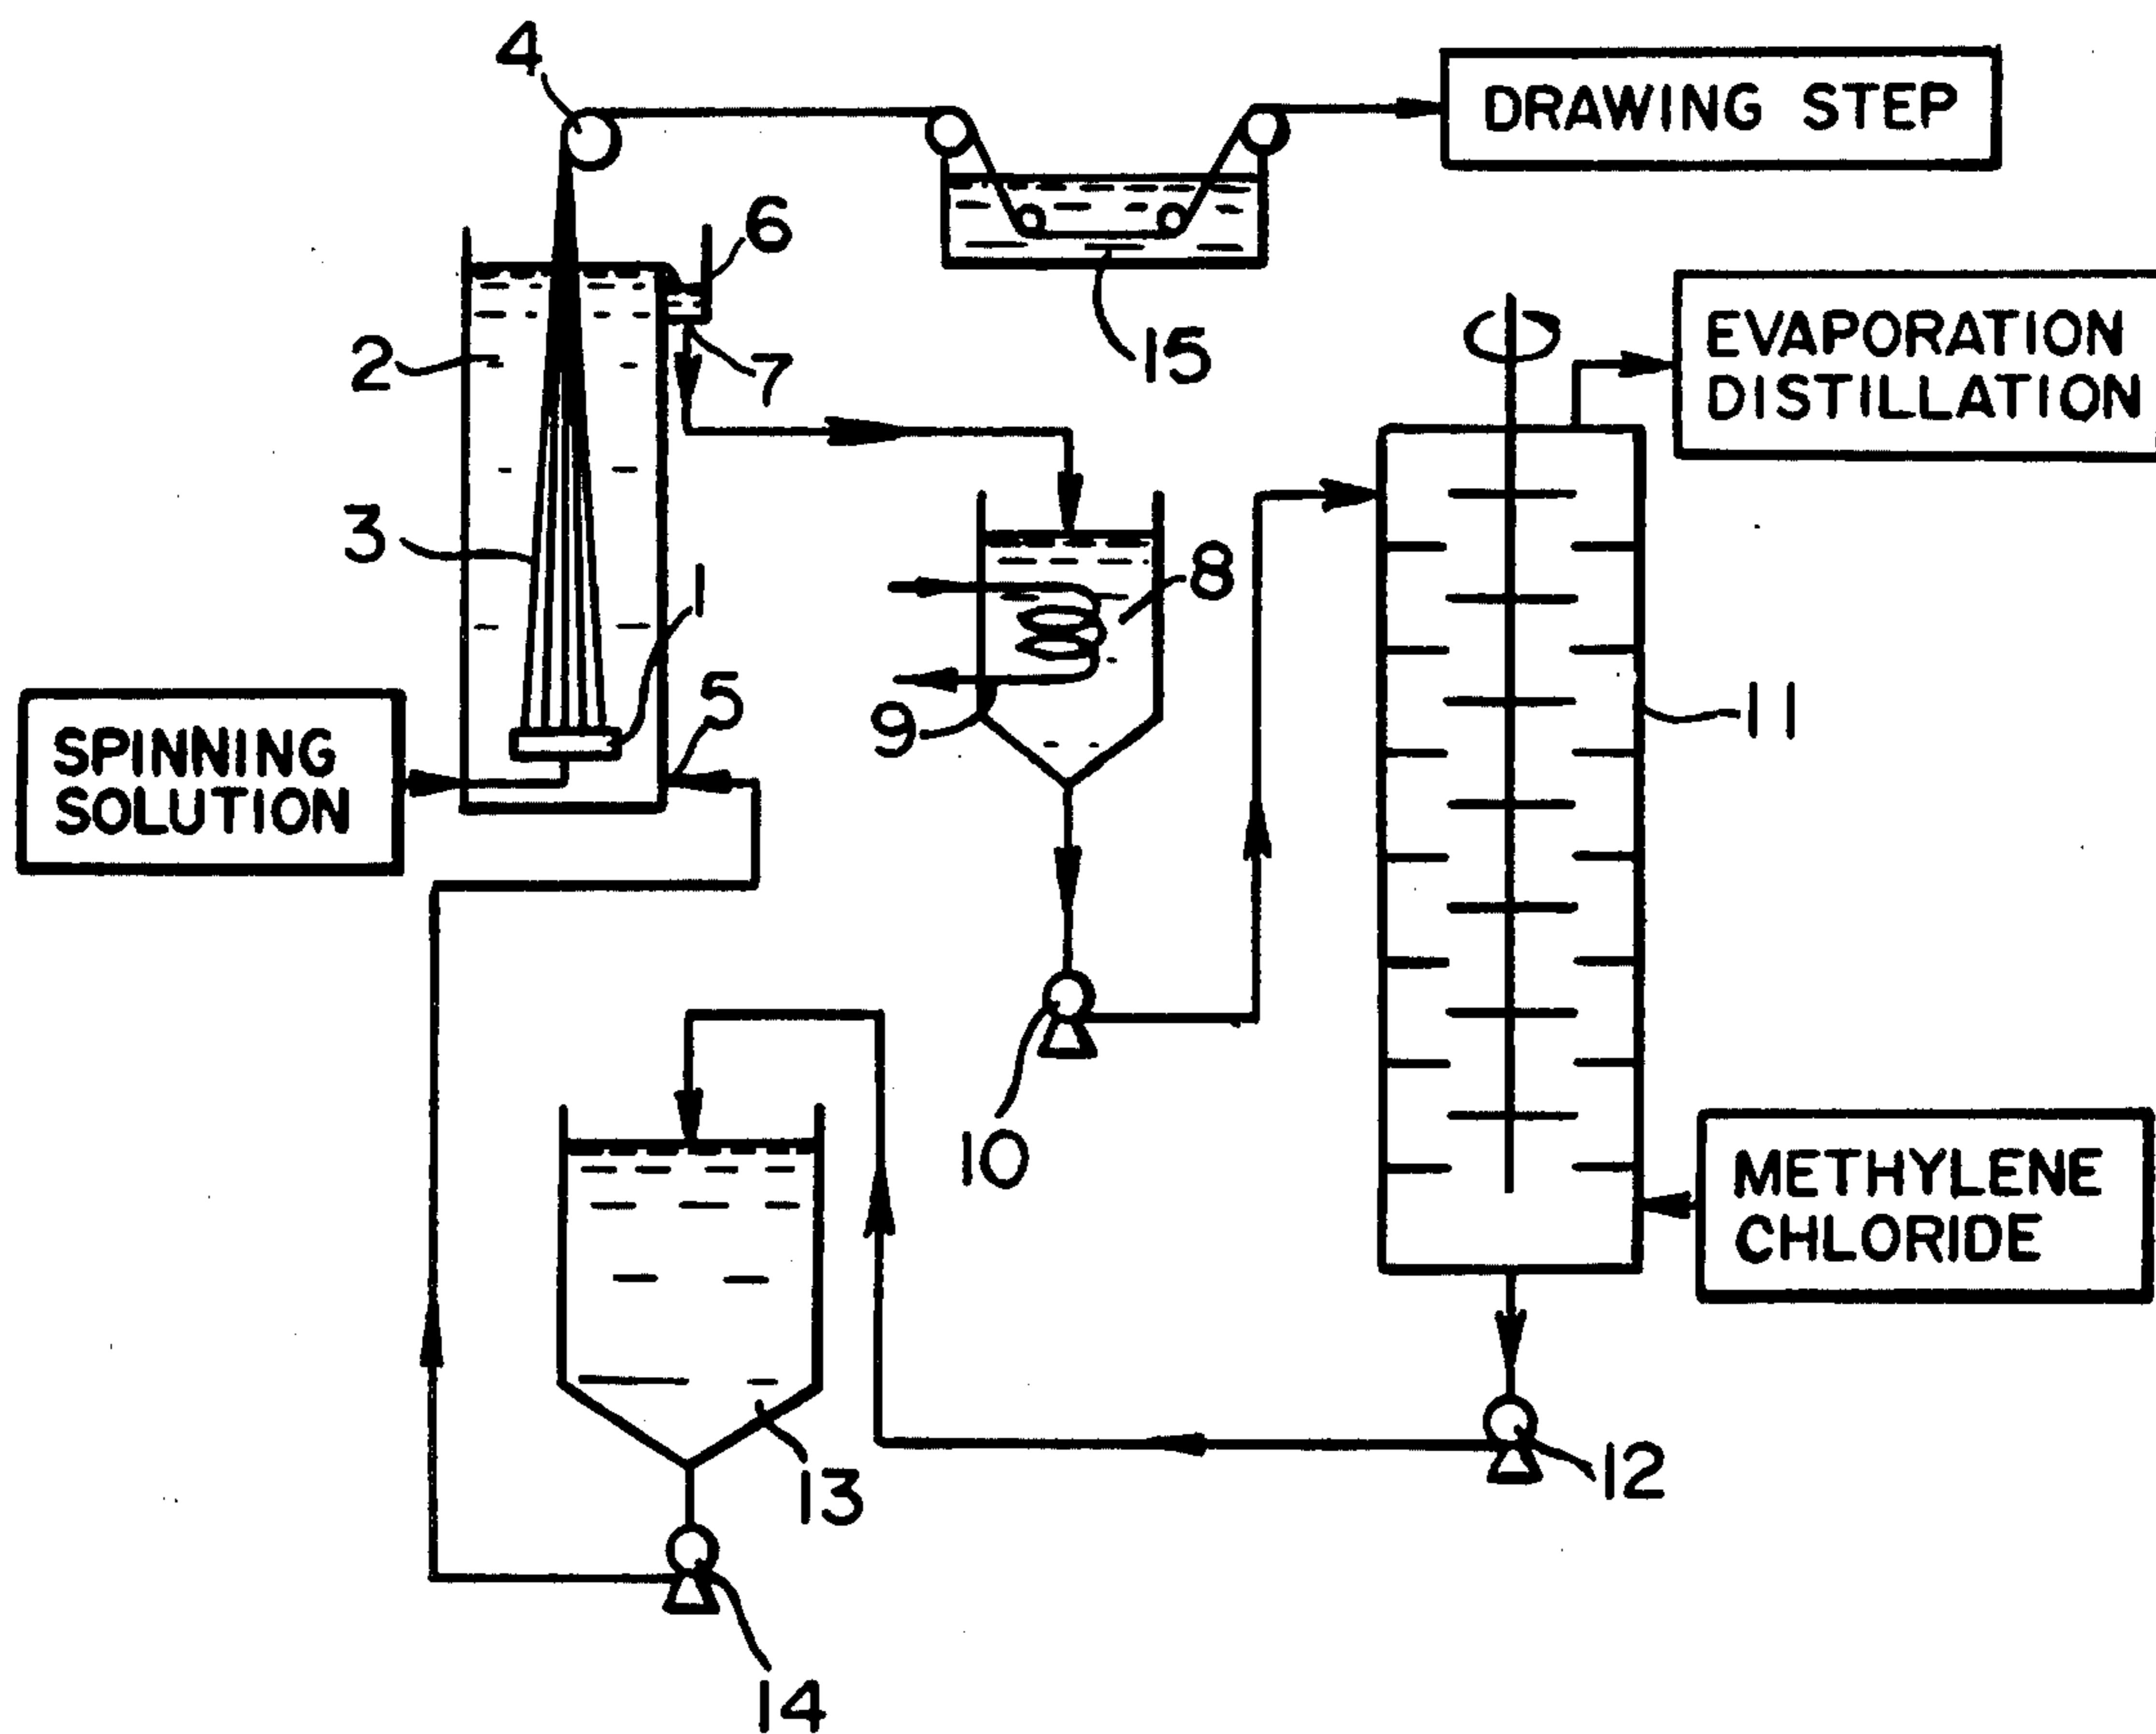 4
DRAWING STEP
6
EVAPORATION
DISTILLATION
2
7
15
3
1
8
5
9
11
SPINNING
SOLUTION
10
METHYLENE
CHLORIDE
13
12
14